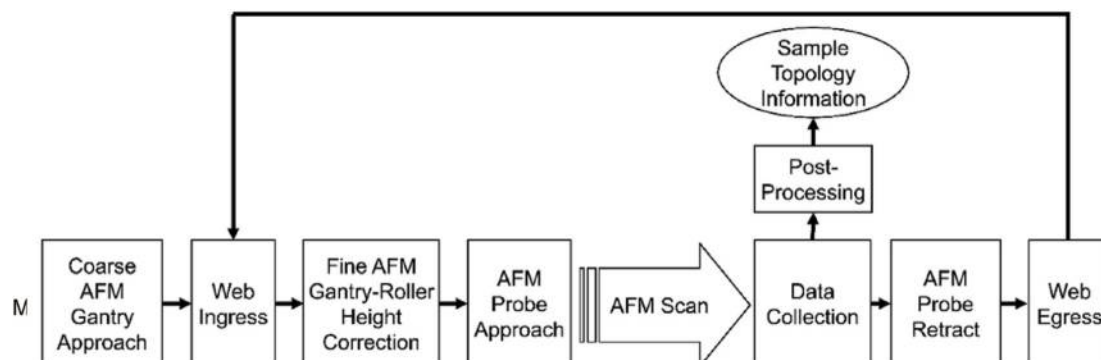 Sample
Topology
Information
Post-
Processing
M
Coarse
AFM
Gantry
Approach
Web
Ingress
Fine AFM
Gantry-Roller
Height
Correction
AFM
Probe
Approach
AFM Scan
Data
Collection
AFM
Probe
Retract
Web
Egress